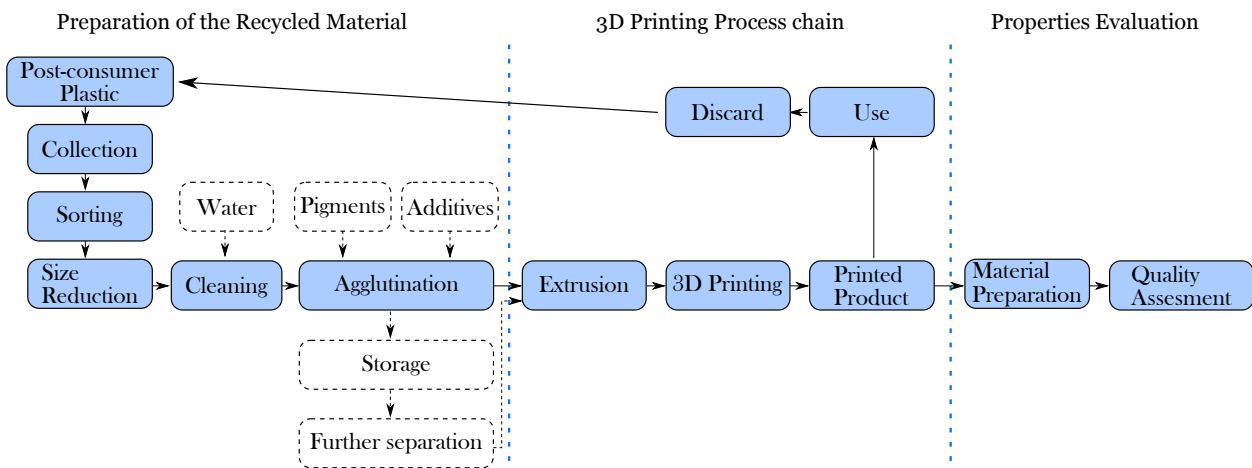 Preparation of the Recycled Material
3D Printing Process chain
Properties Evaluation
Post-consumer
Plastic
Discard
Use
Collection
Sorting
Water
Pigments
Additives
Size
Reduction
Cleaning
Agglutination
Extrusion
3D Printing
Printed
Product
Material
Preparation
Quality
Assesment
Storage
Further separation